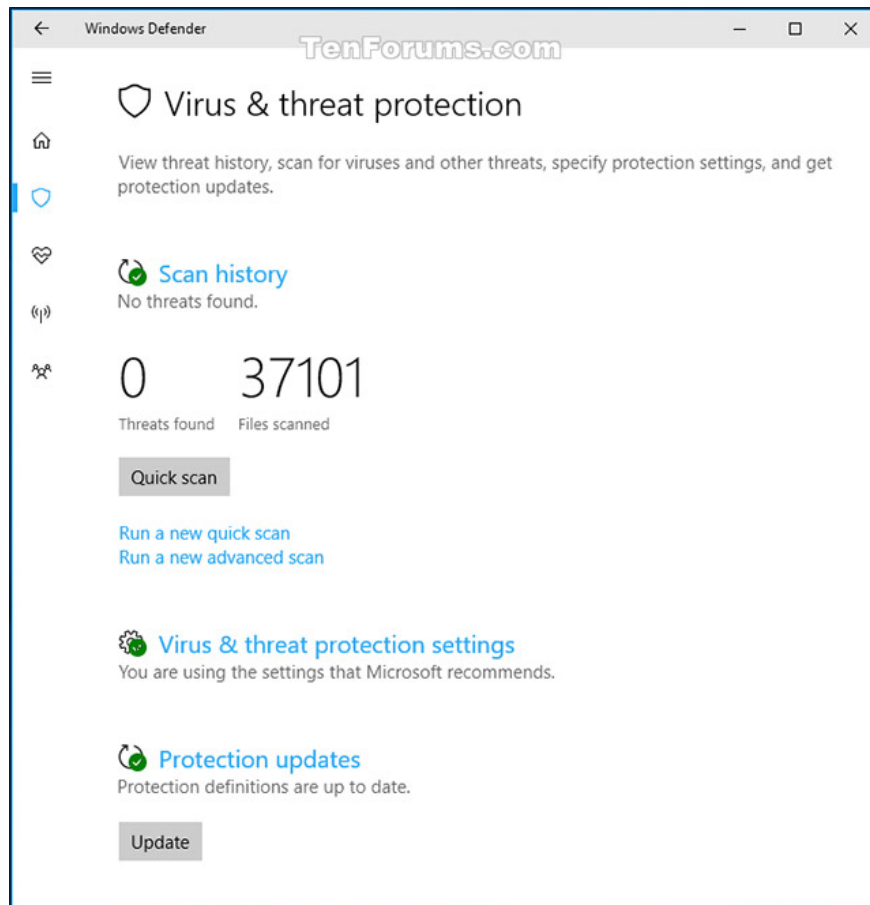 Windows Defender
TenForums.com
Virus & threat protection
View threat history, scan for viruses and other threats, specify protection settings, and get
protection updates.
Scan history
No threats found.
0 37101
Threats found Files scanned
Quick scan
Run a new quick scan
Run a new advanced scan
Virus & threat protection settings
You are using the settings that Microsoft recommends.
Protection updates
Protection definitions are up to date.
Update